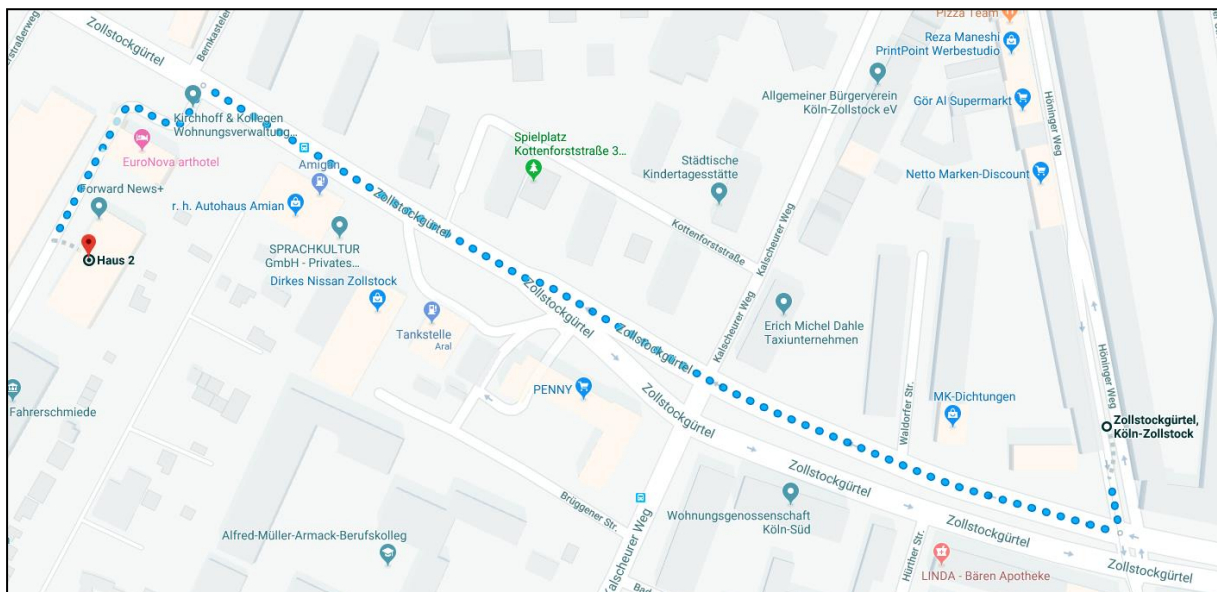 rstraßerweg
Zollstockgürtel
Bernkasteler
Kirchhoff & Kollegen
Wohnungsverwaltung...
EuroNova arthotel
Forward News+
Haus 2
Amigin
r. h. Autohaus Amian
SPRACHKULTUR
GmbH - Privates...
Dirkes Nissan Zollstock
Tankstelle
Aral
Zollstockgürtel
Spielplatz
Kottenforststraße 3...
Städtische
Kindertagesstätte
Kottenforststraße
Allgemeiner Bürgerverein
Köln-Zollstock eV
Kalscheurer Weg
Kalscheurer Weg
Pizza Team
Reza Maneshi
PrintPoint Werbestudio
Gör Al Supermarkt
Höninger Weg
Netto Marken-Discount
Zollstockgürtel
Zollstockgürtel
Erich Michel Dahle
Taxiunternehmen
PENNY
Zollstockgürtel
Fahrerschmiede
MK-Dichtungen
Waldorfer Str.
Höninger Weg
Zollstockgürtel,
Köln-Zollstock
Zollstockgürtel
Brüggener Str.
Kalscheurer Weg
Wohnungsgenossenschaft
Köln-Süd
Alfred-Müller-Armack-Berufskolleg
Zollstockgürtel
Hürther Str.
LINDA - Bären Apotheke
Zollstockgürtel